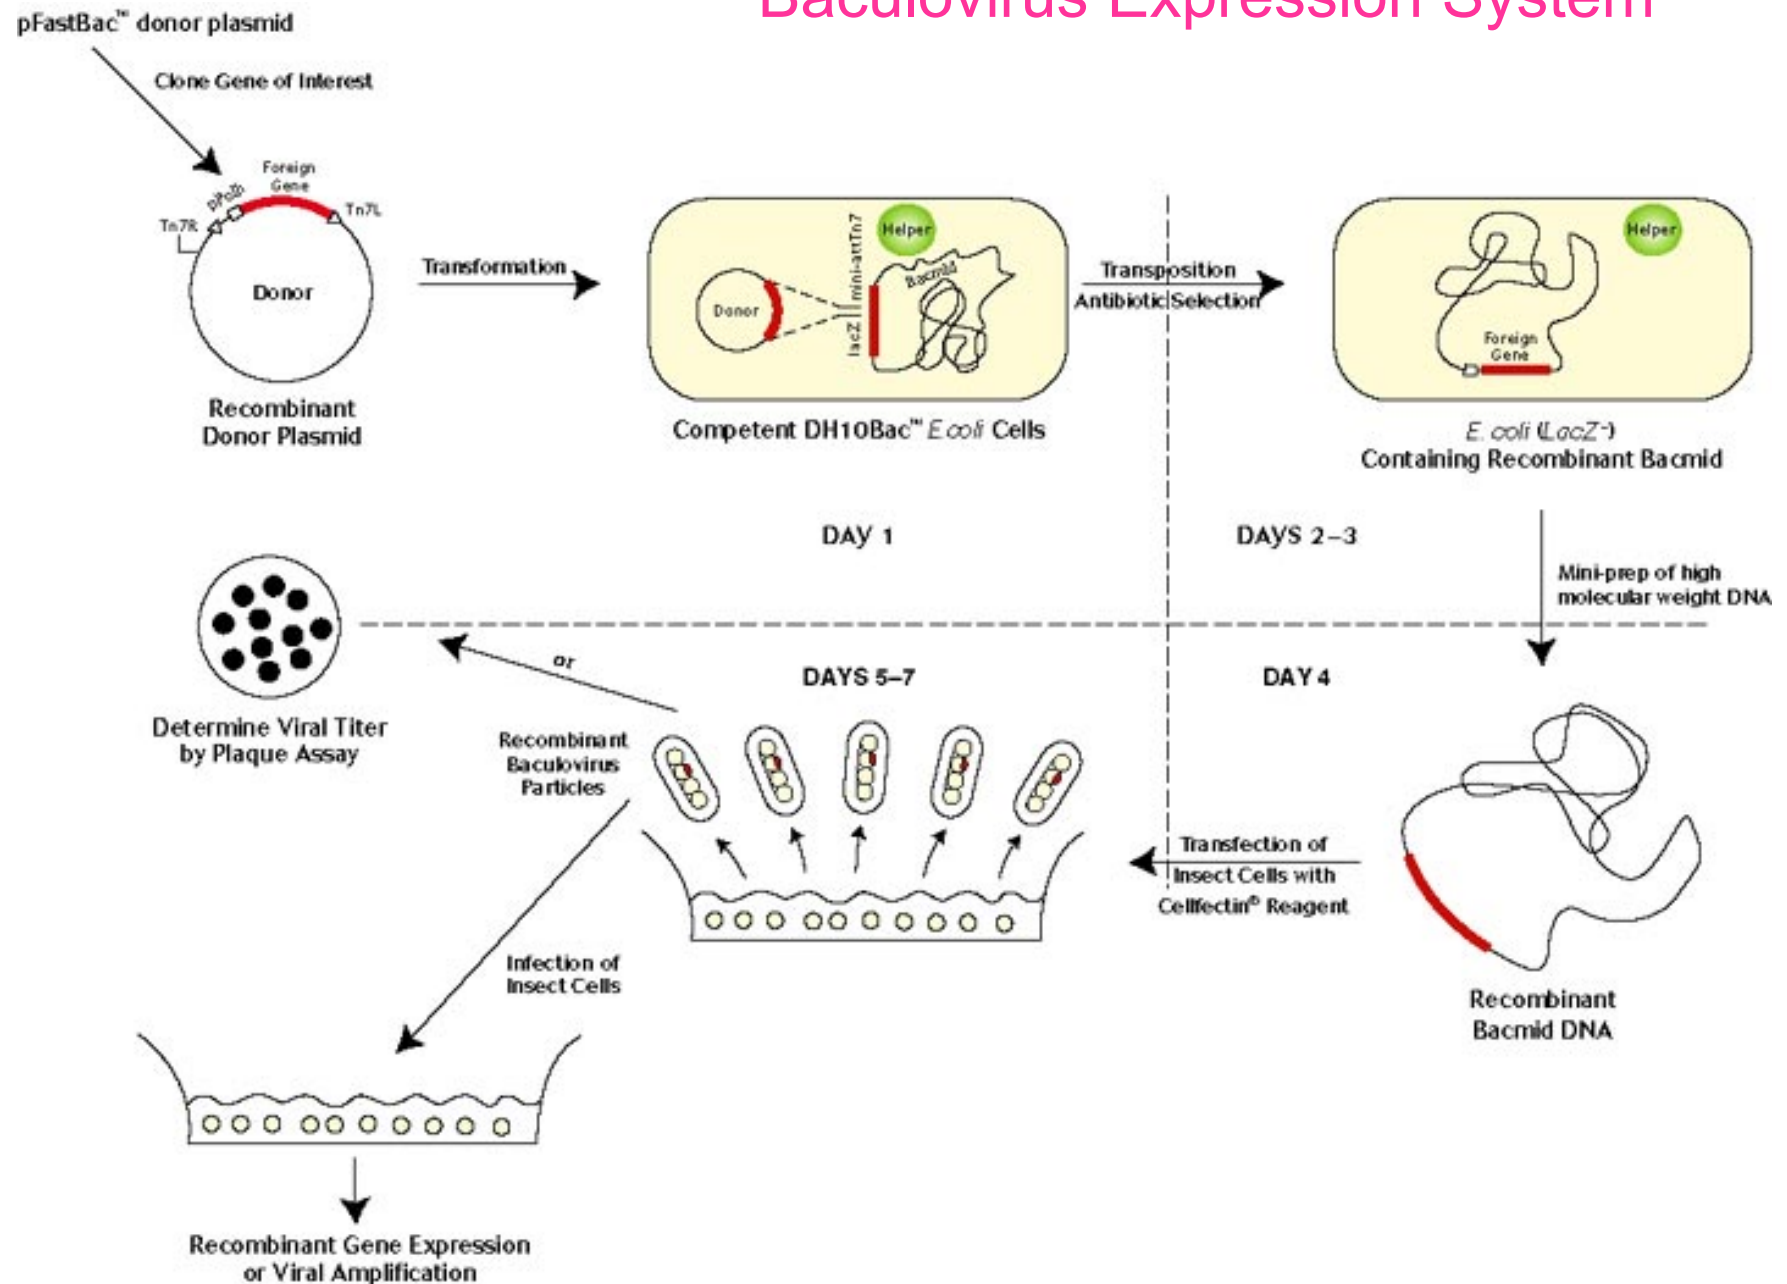 Baculovirus Expression System
pFastBac™ donor plasmid
Clone Gene of Interest
Foreign
Gene
pPolh
Tn7R
Tn7L
Donor
Recombinant
Donor Plasmid
Transformation
Donor
lacZ
mini-attTn7
Helper
Bacmid
Competent DH10Bac™ E coli Cells
Transposition
Antibiotic Selection
Helper
Foreign
Gene
E. coli (LacZ⁻)
Containing Recombinant Bacmid
DAY 1
DAYS 2–3
Mini-prep of high
molecular weight DNA
DAYS 5–7
DAY 4
or
Determine Viral Titer
by Plaque Assay
Recombinant
Baculovirus
Particles
Transfection of
Insect Cells with
Cellfectin® Reagent
Recombinant
Bacmid DNA
Infection of
Insect Cells
Recombinant Gene Expression
or Viral Amplification